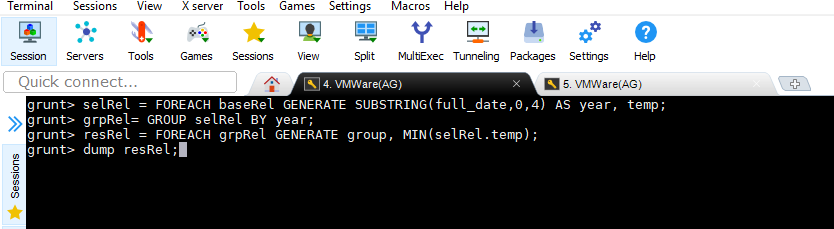 Terminal Sessions View X server Tools Games Settings Macros Help
Session Servers Tools Games Sessions View Split MultiExec Tunneling Packages Settings Help
Quick connect... 4. VMWare(AG) 5. VMWare(AG)
grunt> selRel = FOREACH baseRel GENERATE SUBSTRING(full_date,0,4) AS year, temp;
grunt> grpRel= GROUP selRel BY year;
grunt> resRel = FOREACH grpRel GENERATE group, MIN(selRel.temp);
grunt> dump resRel;
Sessions